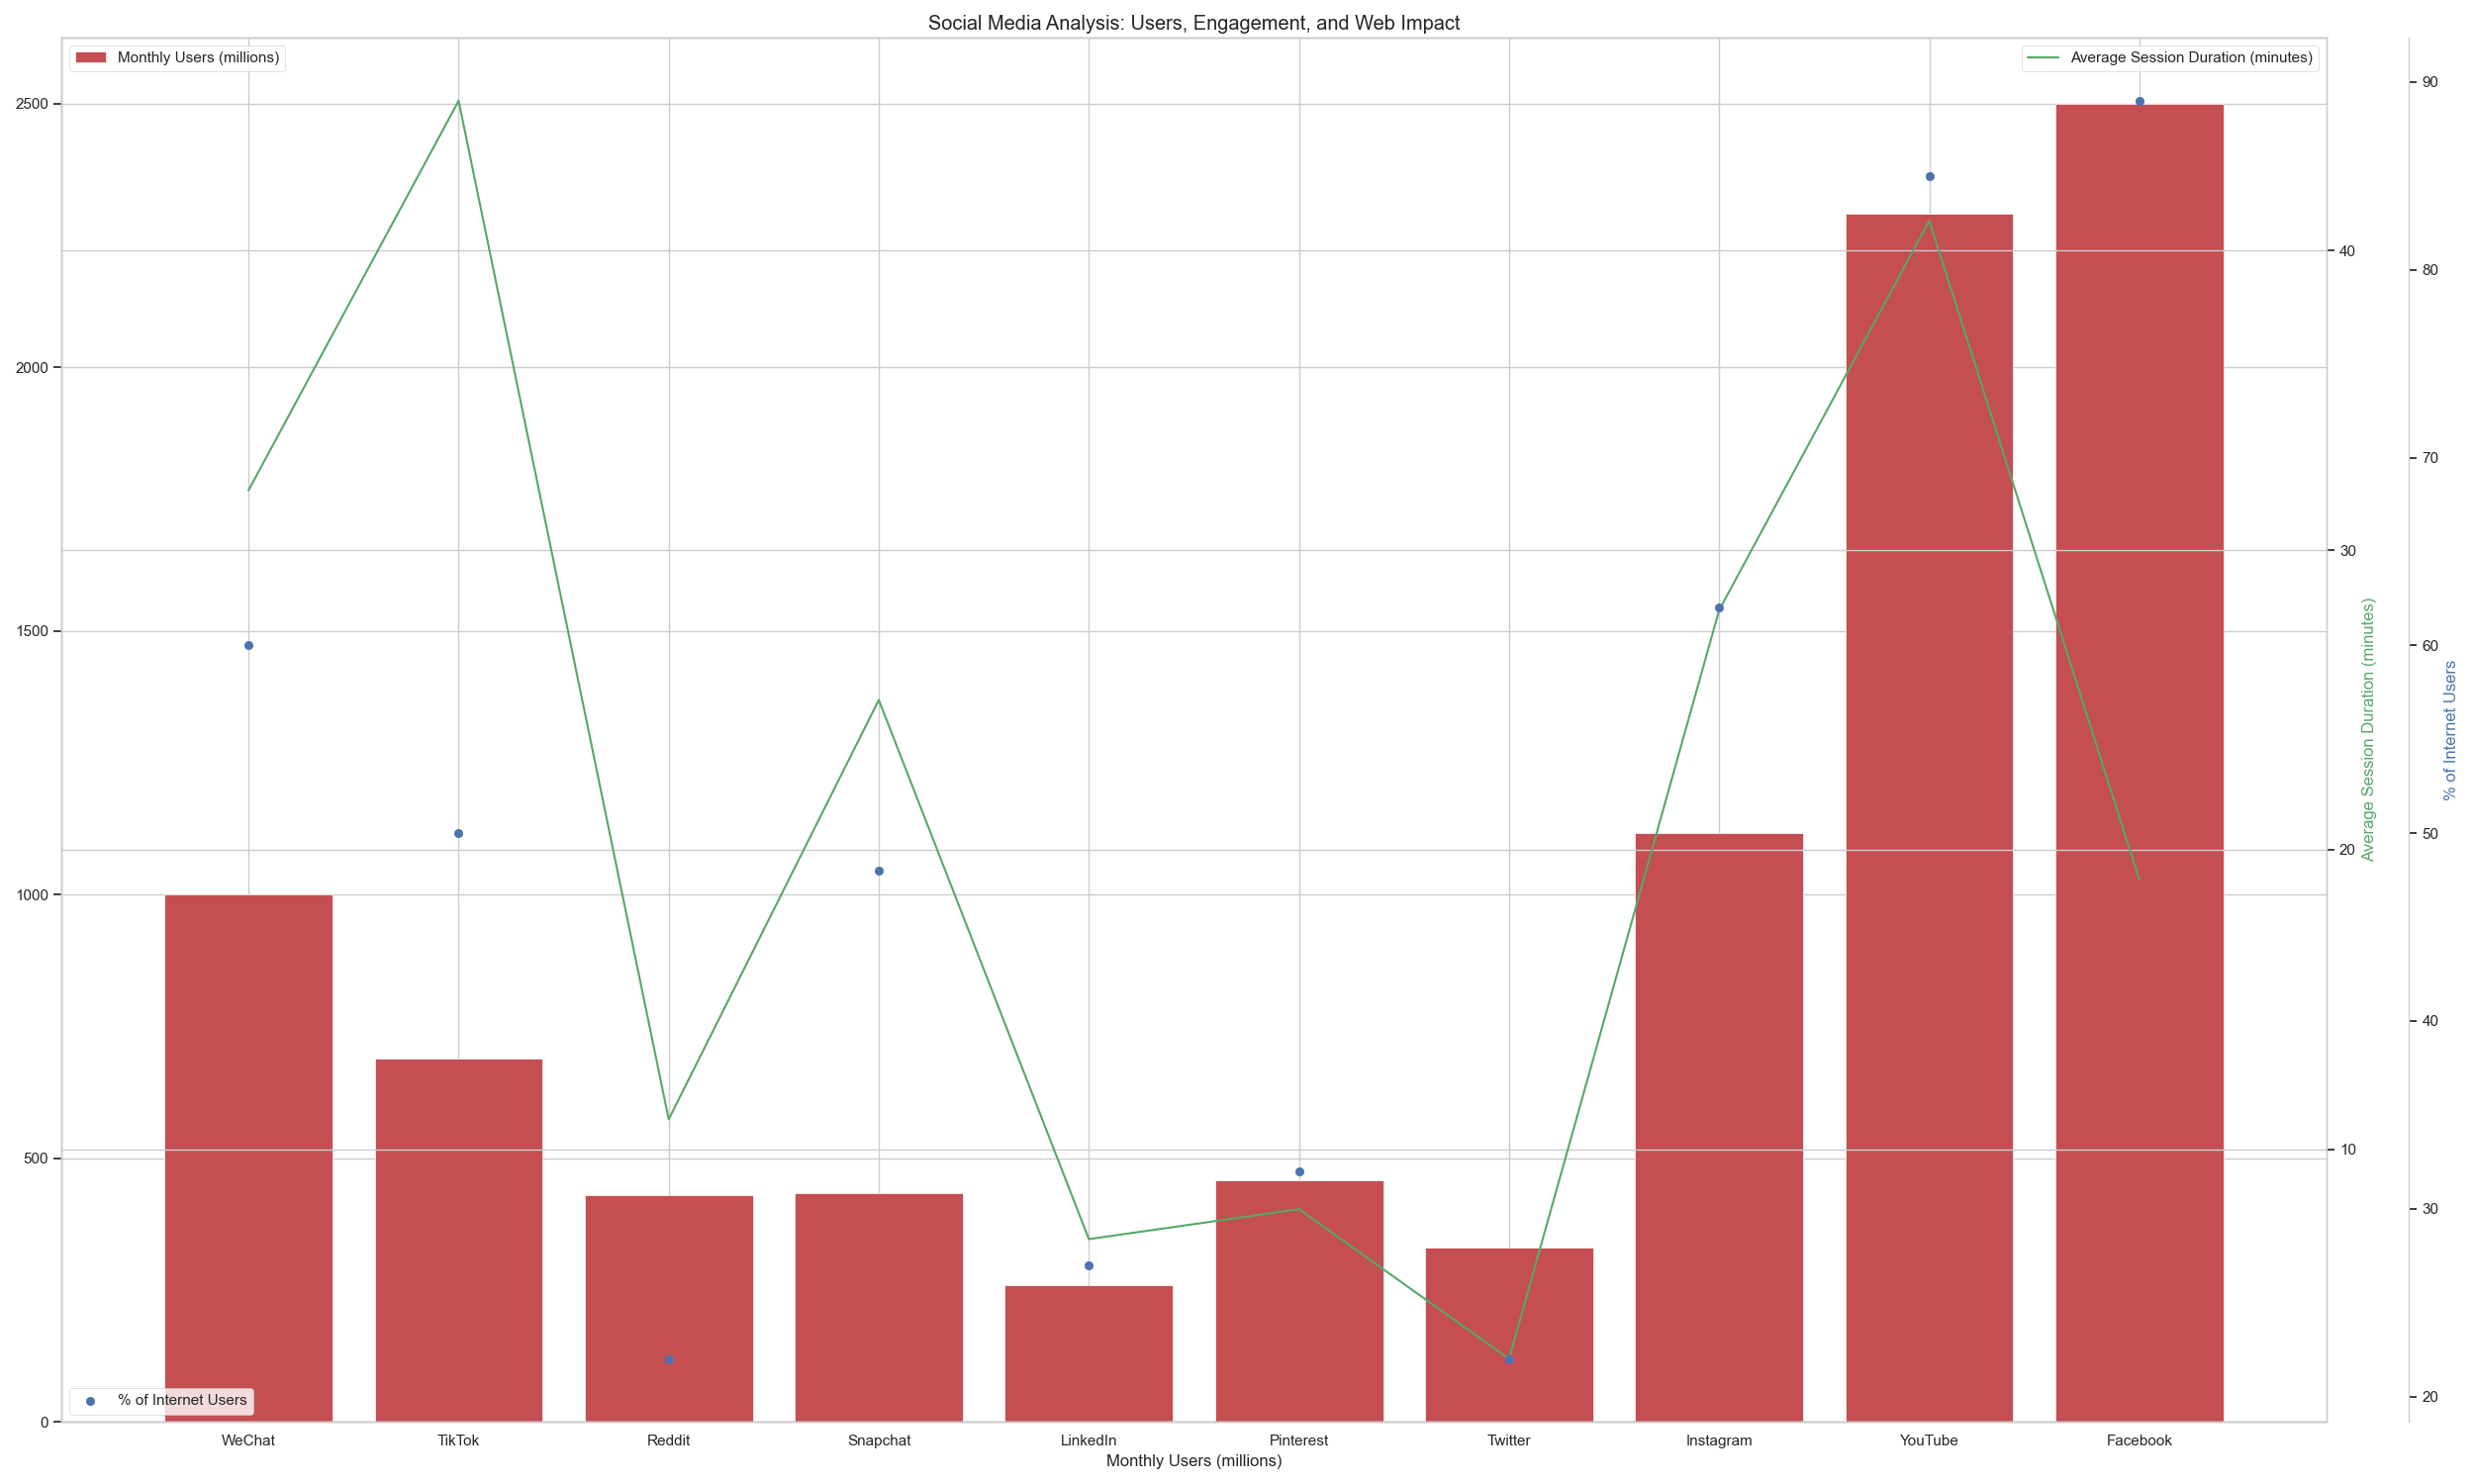 Social Media Analysis: Users, Engagement, and Web Impact
Monthly Users (millions)
Average Session Duration (minutes)
% of Internet Users
2500
2000
1500
1000
500
0
40
30
20
10
Average Session Duration (minutes)
90
80
70
60
50
40
30
20
% of Internet Users
WeChat
TikTok
Reddit
Snapchat
LinkedIn
Pinterest
Twitter
Instagram
YouTube
Facebook
Monthly Users (millions)